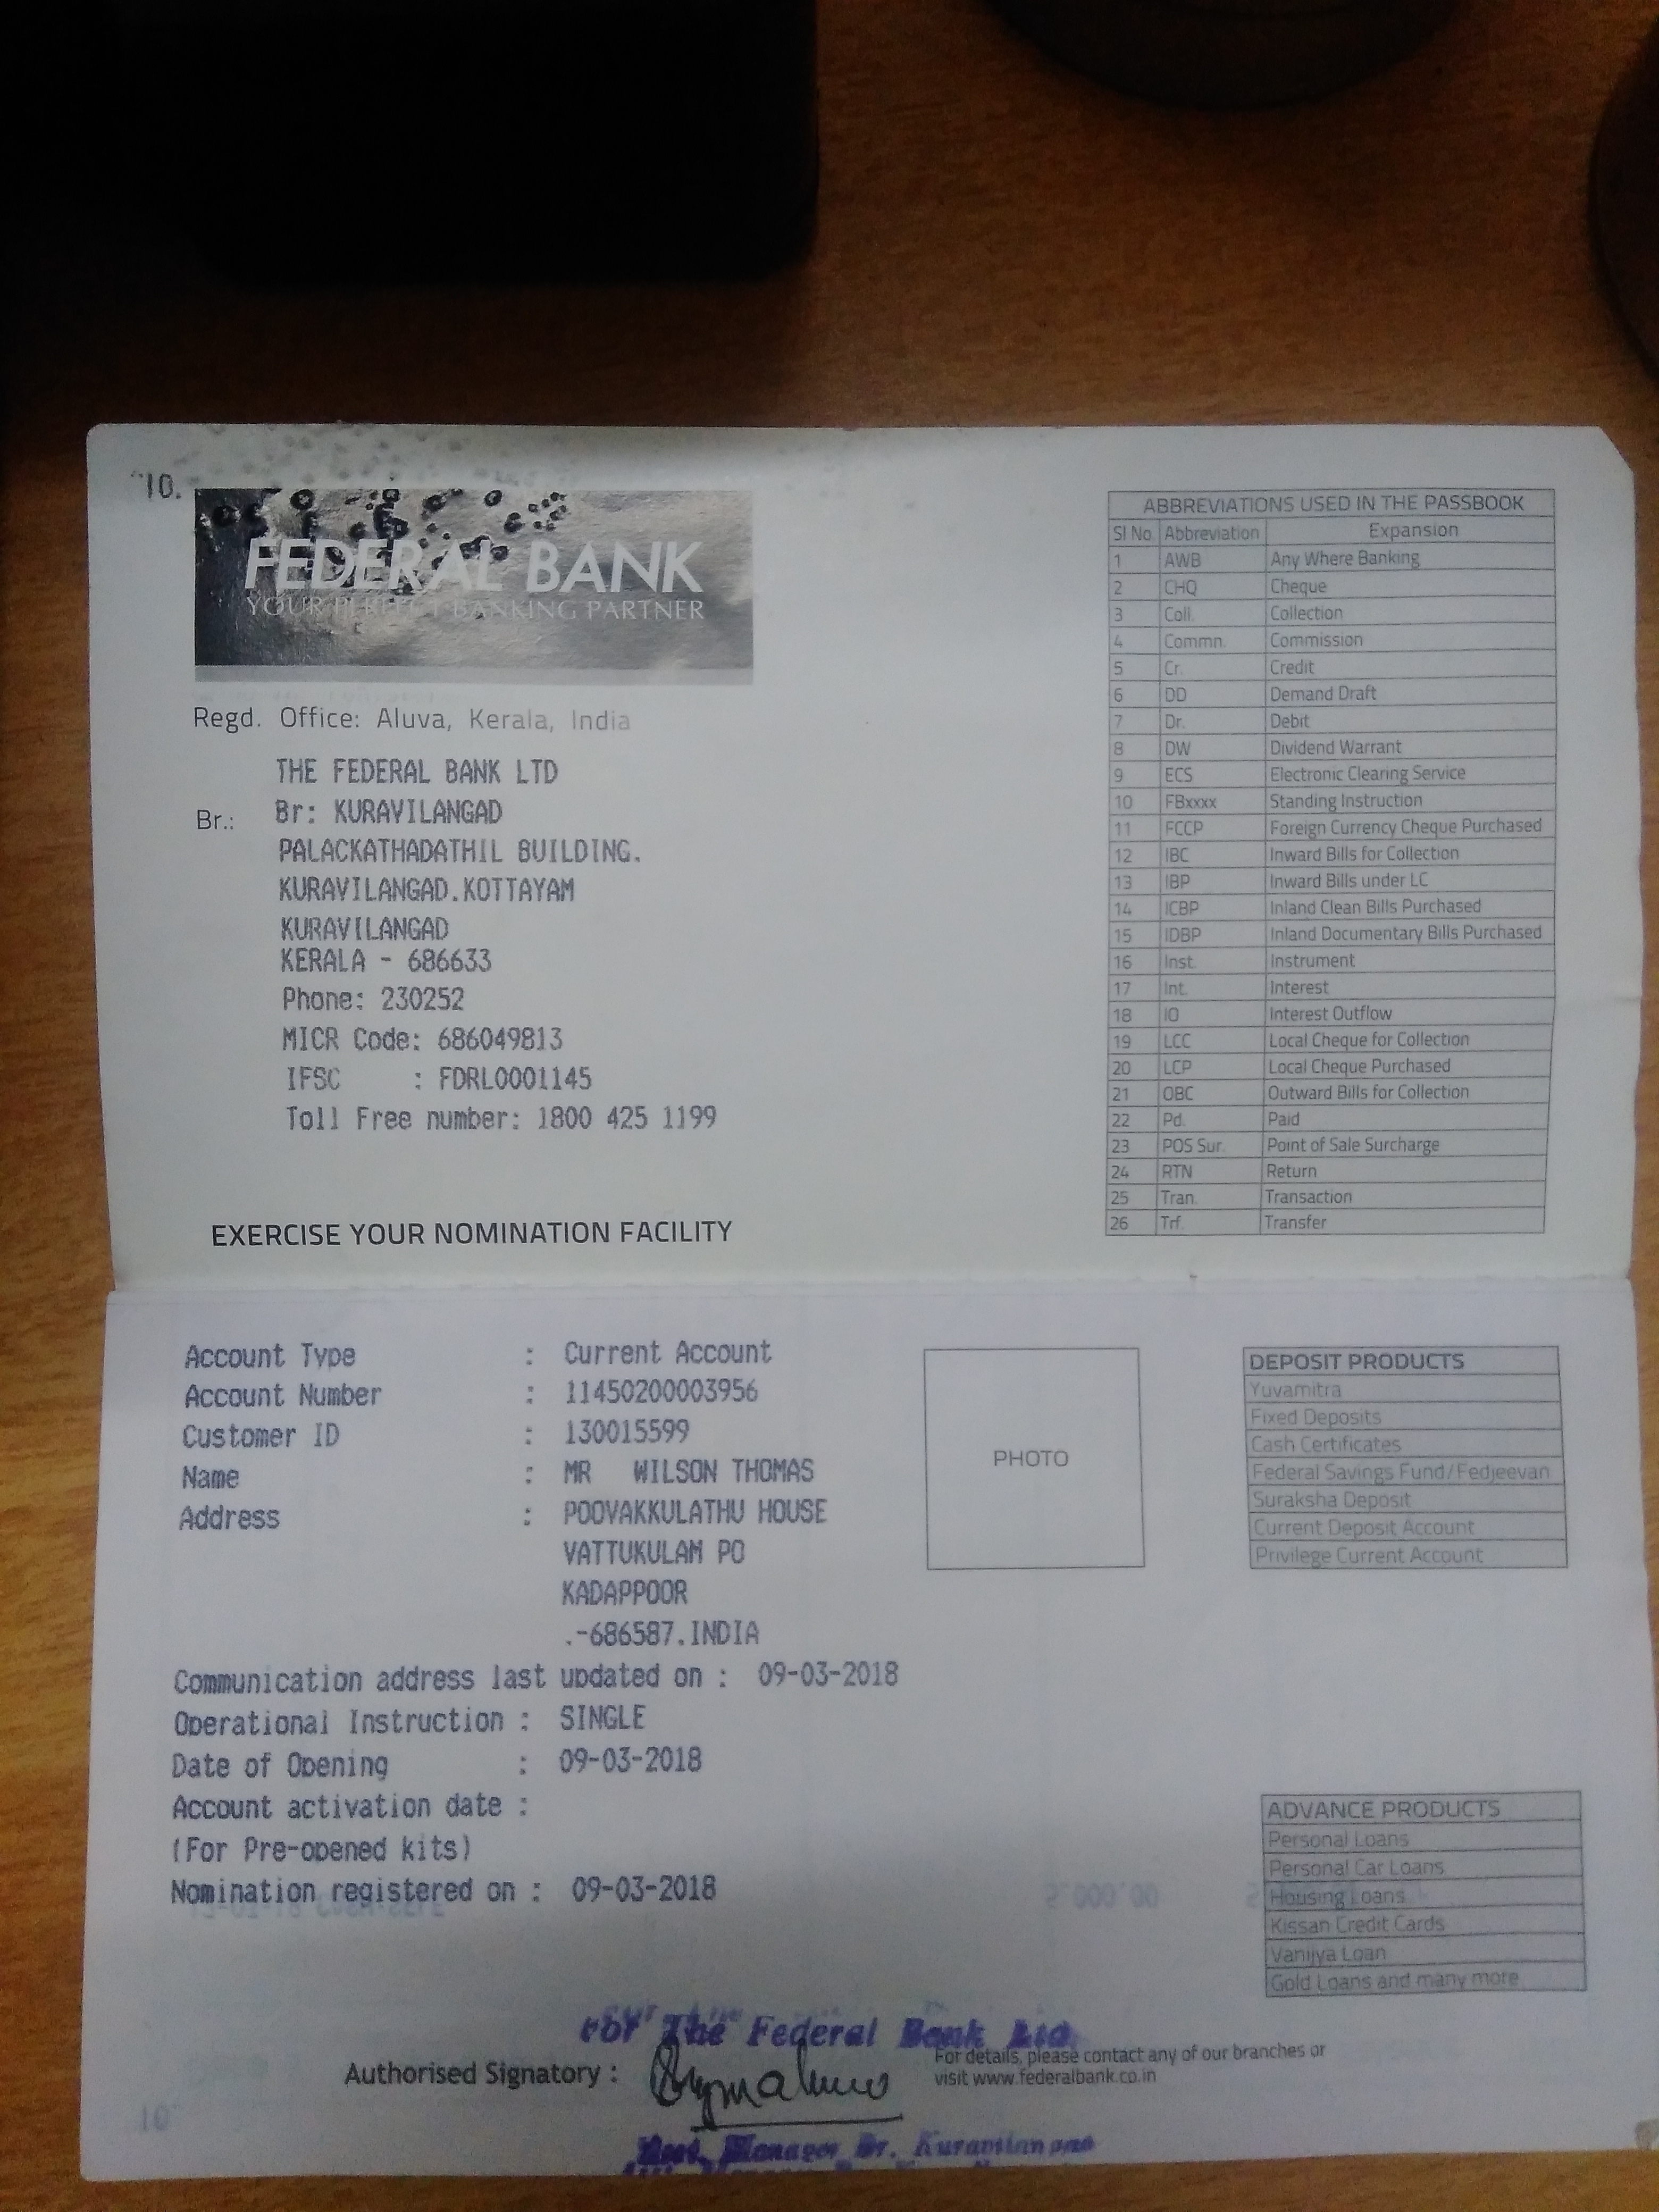 10.
FEDERAL BANK
YOUR PERFECT BANKING PARTNER
Regd. Office: Aluva, Kerala, India
THE FEDERAL BANK LTD
Br.: Br: KURAVILANGAD
PALACKATHADATHIL BUILDING.
KURAVILANGAD.KOTTAYAM
KURAVILANGAD
KERALA - 686633
Phone: 230252
MICR Code: 686049813
IFSC : FDRL0001145
Toll Free number: 1800 425 1199
EXERCISE YOUR NOMINATION FACILITY
ABBREVIATIONS USED IN THE PASSBOOK
Sl No. Abbreviation Expansion
1 AWB Any Where Banking
2 CHQ Cheque
3 Coll. Collection
4 Commn. Commission
5 Cr. Credit
6 DD Demand Draft
7 Dr. Debit
8 DW Dividend Warrant
9 ECS Electronic Clearing Service
10 FBxxxx Standing Instruction
11 FCCP Foreign Currency Cheque Purchased
12 IBC Inward Bills for Collection
13 IBP Inward Bills under LC
14 ICBP Inland Clean Bills Purchased
15 IDBP Inland Documentary Bills Purchased
16 Inst. Instrument
17 Int. Interest
18 IO Interest Outflow
19 LCC Local Cheque for Collection
20 LCP Local Cheque Purchased
21 OBC Outward Bills for Collection
22 Pd. Paid
23 POS Sur. Point of Sale Surcharge
24 RTN Return
25 Tran. Transaction
26 Trf. Transfer
Account Type : Current Account
Account Number : 11450200003956
Customer ID : 130015599
Name : MR WILSON THOMAS
Address : POOVAKKULATHU HOUSE
VATTUKULAM PO
KADAPPOOR
.-686587.INDIA
Communication address last updated on : 09-03-2018
Operational Instruction : SINGLE
Date of Opening : 09-03-2018
Account activation date :
(For Pre-opened kits)
Nomination registered on : 09-03-2018
PHOTO
DEPOSIT PRODUCTS
Yuvamitra
Fixed Deposits
Cash Certificates
Federal Savings Fund/Fedjeevan
Suraksha Deposit
Current Deposit Account
Privilege Current Account
ADVANCE PRODUCTS
Personal Loans
Personal Car Loans
Housing Loans
Kissan Credit Cards
Vanijya Loan
Gold Loans and many more
For The Federal Bank Ltd.
Authorised Signatory :
For details, please contact any of our branches or
visit www.federalbank.co.in
Manager Br.